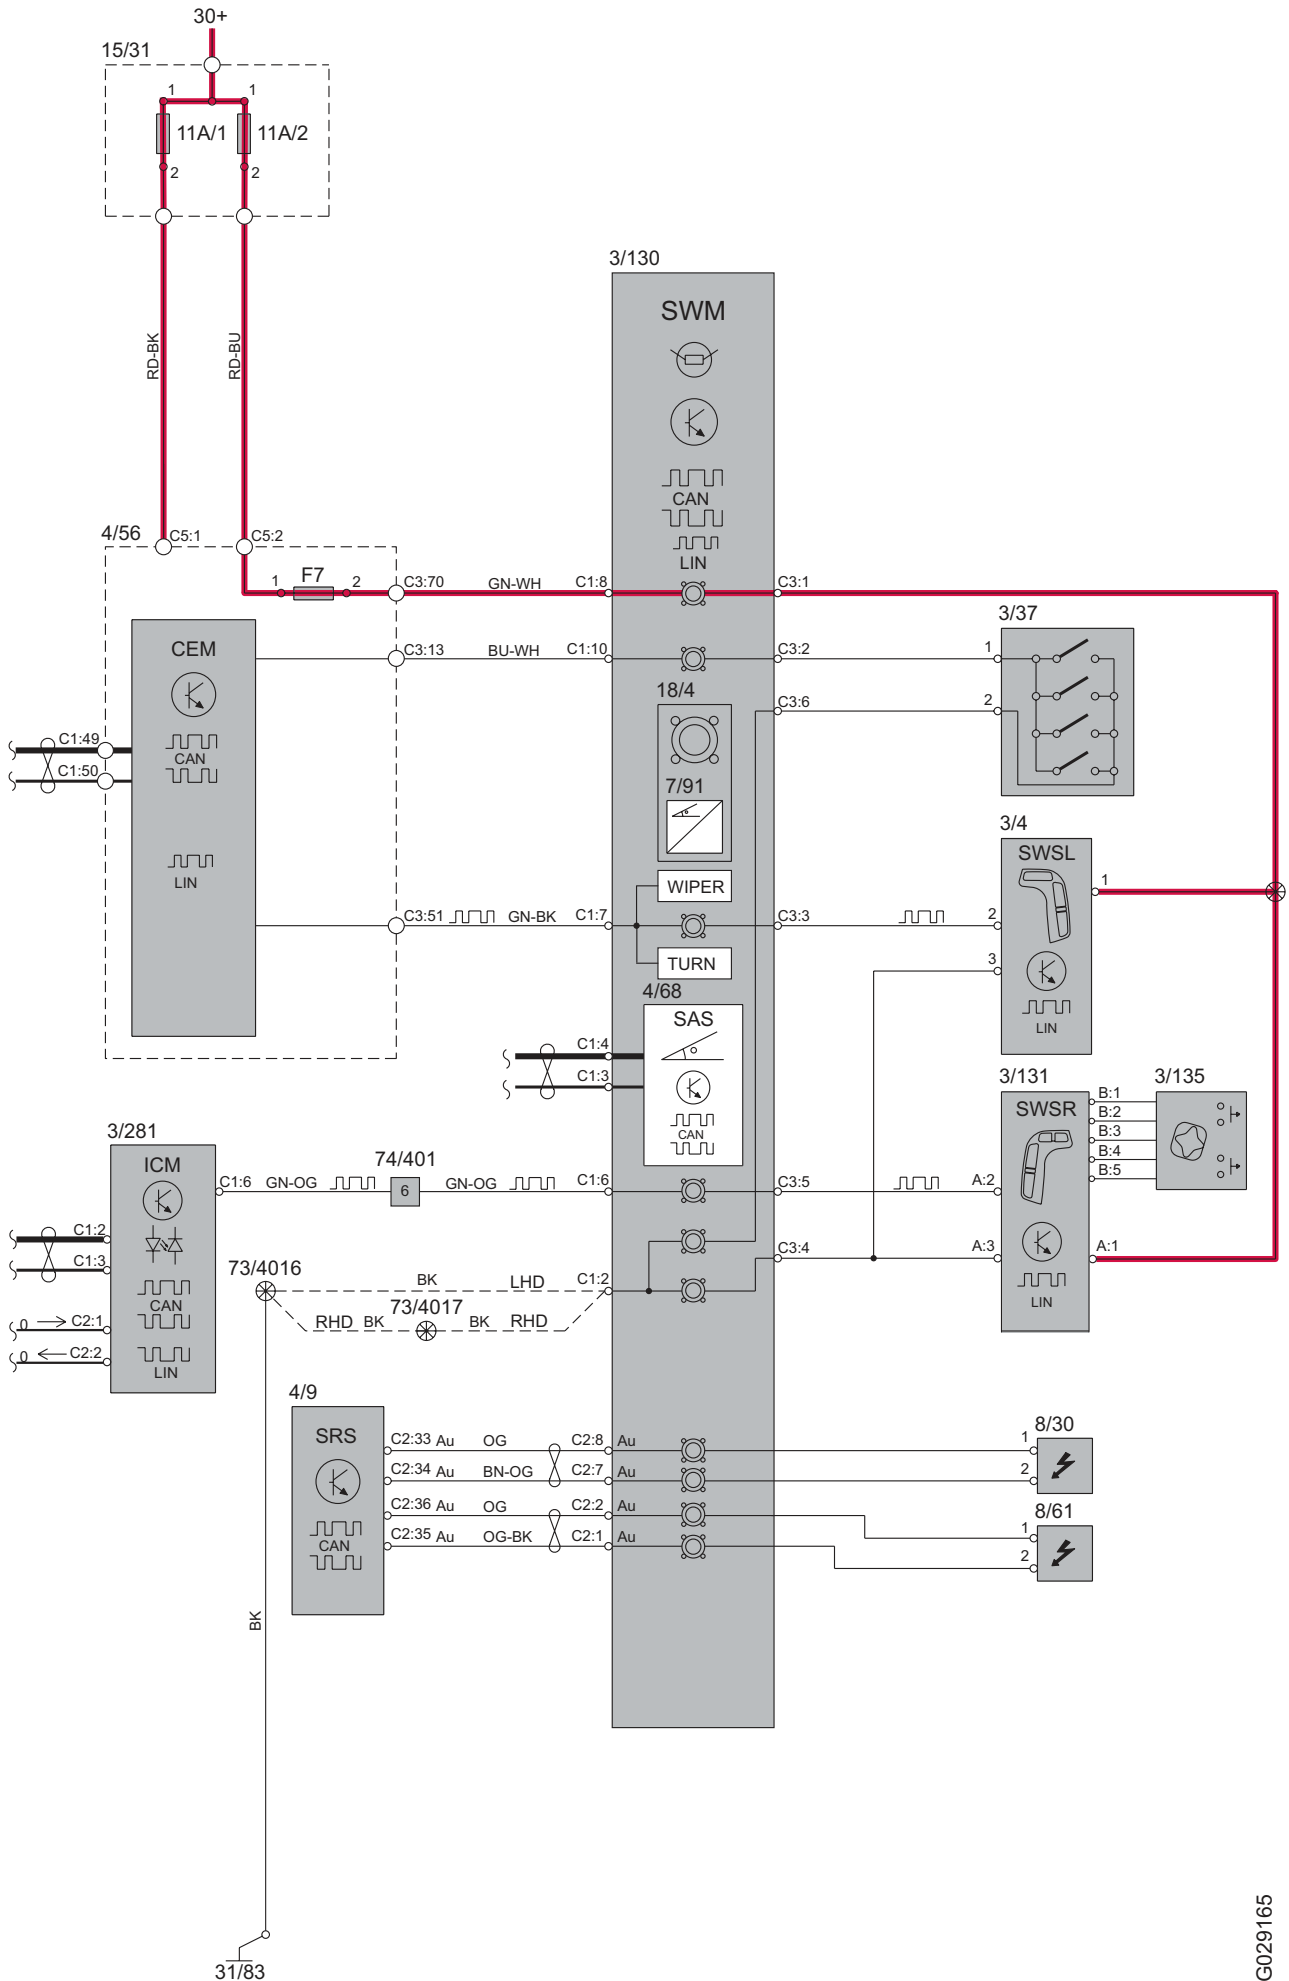 30+
15/31
1 1
11A/1 11A/2
2 2
3/130
SWM
RD-BK RD-BU
CAN
LIN
4/56 C5:1 C5:2
1 F7 2 C3:70 GN-WH C1:8 C3:1
3/37
CEM C3:13 BU-WH C1:10 C3:2 1
18/4 C3:6 2
C1:49
CAN
C1:50
7/91
3/4
SWSL
LIN
WIPER 1
C3:51 GN-BK C1:7 C3:3 2
TURN 3
4/68
SAS
LIN
C1:4
C1:3
3/131 3/135
SWSR B:1
B:2
B:3
B:4
B:5
CAN
3/281
ICM 74/401
C1:6 GN-OG 6 GN-OG C1:6 C3:5 A:2
C1:2
C3:4 A:3 A:1
C1:3
73/4016 BK LHD C1:2
CAN
LIN
RHD BK 73/4017 BK RHD
0 C2:1
0 C2:2
LIN
4/9
SRS C2:33 Au OG C2:8 Au 1 8/30
C2:34 Au BN-OG C2:7 Au 2
C2:36 Au OG C2:2 Au 1 8/61
C2:35 Au OG-BK C2:1 Au 2
CAN
BK
31/83
G029165